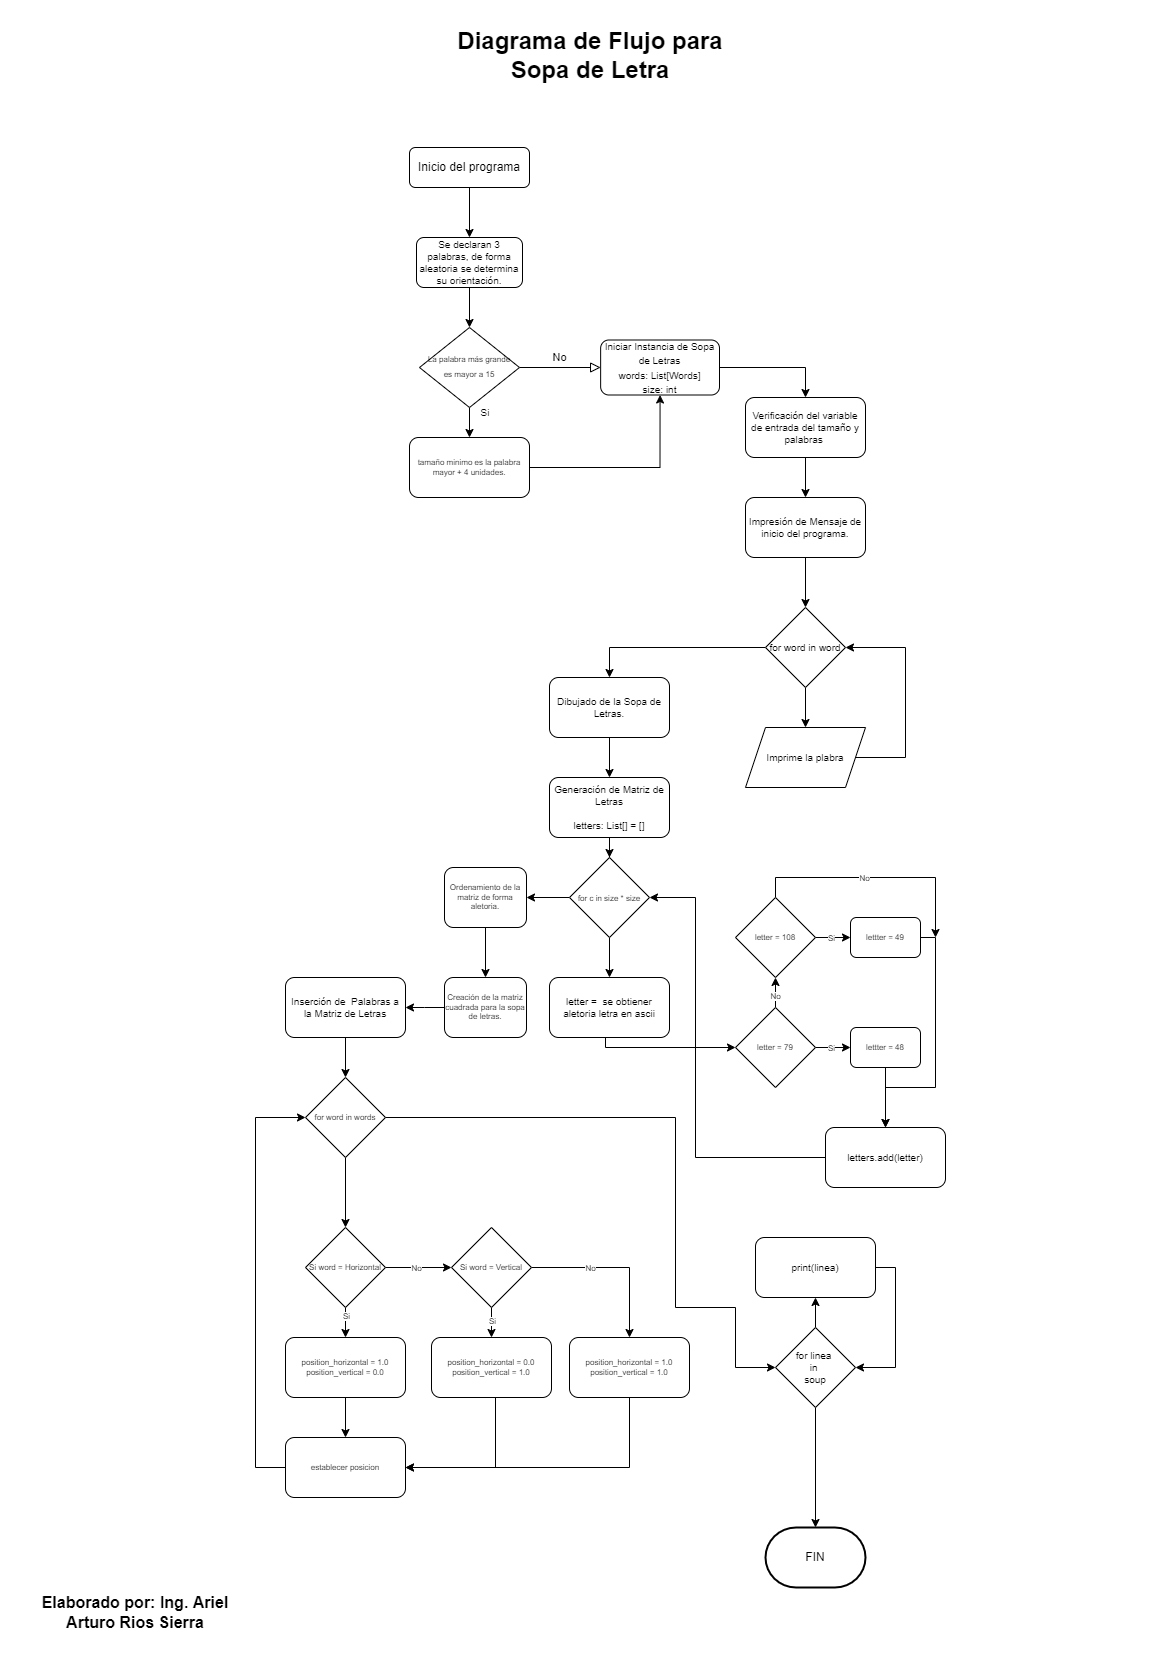 Diagrama de Flujo para
Sopa de Letra
Inicio del programa
Se declaran 3
palabras, de forma
aleatoria se determina
su orientación.
La palabra más grande
es mayor a 15
No
Si
Iniciar Instancia de Sopa
de Letras
words: List[Words]
size: int
tamaño minimo es la palabra
mayor + 4 unidades.
Verificación del variable
de entrada del tamaño y
palabras
Impresión de Mensaje de
inicio del programa.
for word in word
Imprime la plabra
Dibujado de la Sopa de
Letras.
Generación de Matriz de
Letras
letters: List[] = []
for c in size * size
Ordenamiento de la
matriz de forma
aletoria.
Creación de la matriz
cuadrada para la sopa
de letras.
Inserción de  Palabras a
la Matriz de Letras
letter =  se obtiener
aletoria letra en ascii
letter = 79
Si
lettter = 48
No
letter = 108
Si
lettter = 49
No
letters.add(letter)
for word in words
Si word = Horizontal
No
Si word = Vertical
No
Si
Si
position_horizontal = 1.0
position_vertical = 0.0
position_horizontal = 0.0
position_vertical = 1.0
position_horizontal = 1.0
position_vertical = 1.0
establecer posicion
print(linea)
for linea
in
soup
FIN
Elaborado por: Ing. Ariel
Arturo Rios Sierra